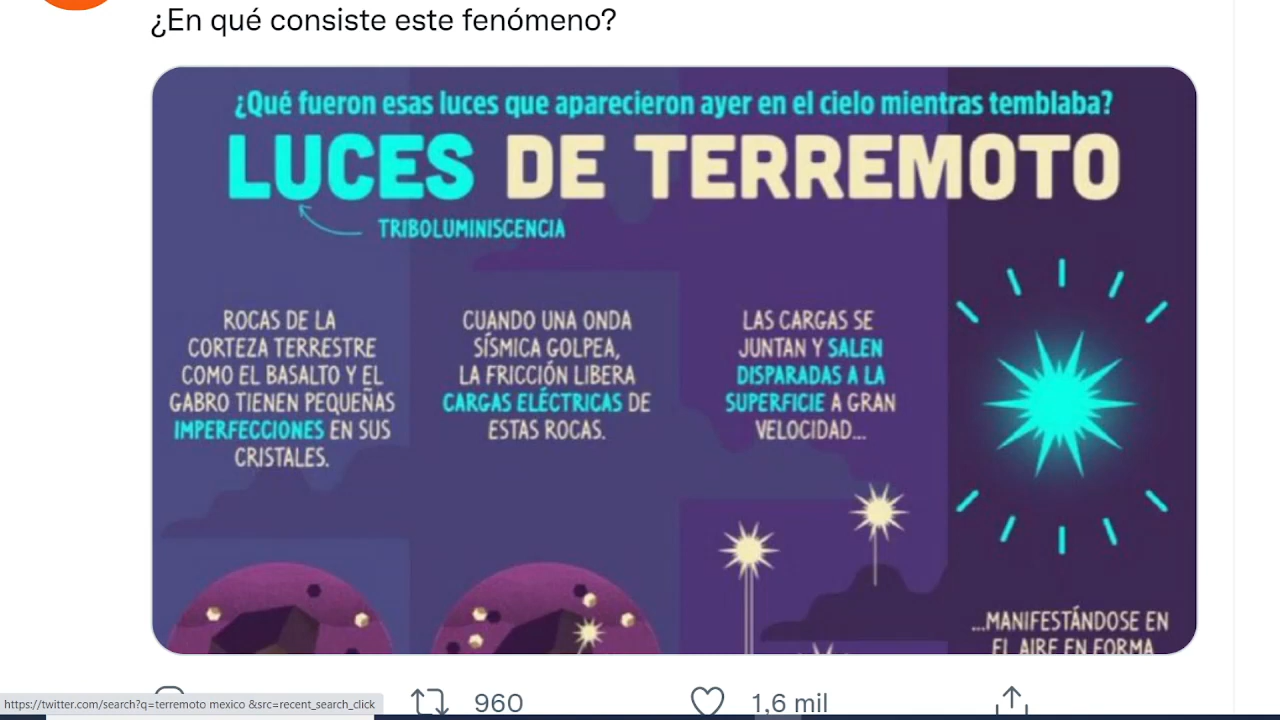 ¿En qué consiste este fenómeno?
¿Qué fueron esas luces que aparecieron ayer en el cielo mientras temblaba?
LUCES DE TERREMOTO
TRIBOLUMINISCENCIA
ROCAS DE LA
CORTEZA TERRESTRE
COMO EL BASALTO Y EL
GABRO TIENEN PEQUEÑAS
IMPERFECCIONES EN SUS
CRISTALES.
CUANDO UNA ONDA
SÍSMICA GOLPEA,
LA FRICCIÓN LIBERA
CARGAS ELÉCTRICAS DE
ESTAS ROCAS.
LAS CARGAS SE
JUNTAN Y SALEN
DISPARADAS A LA
SUPERFICIE A GRAN
VELOCIDAD...
...MANIFESTÁNDOSE EN
EL AIRE EN FORMA
960
1,6 mil
https://twitter.com/search?q=terremoto mexico &src=recent_search_click